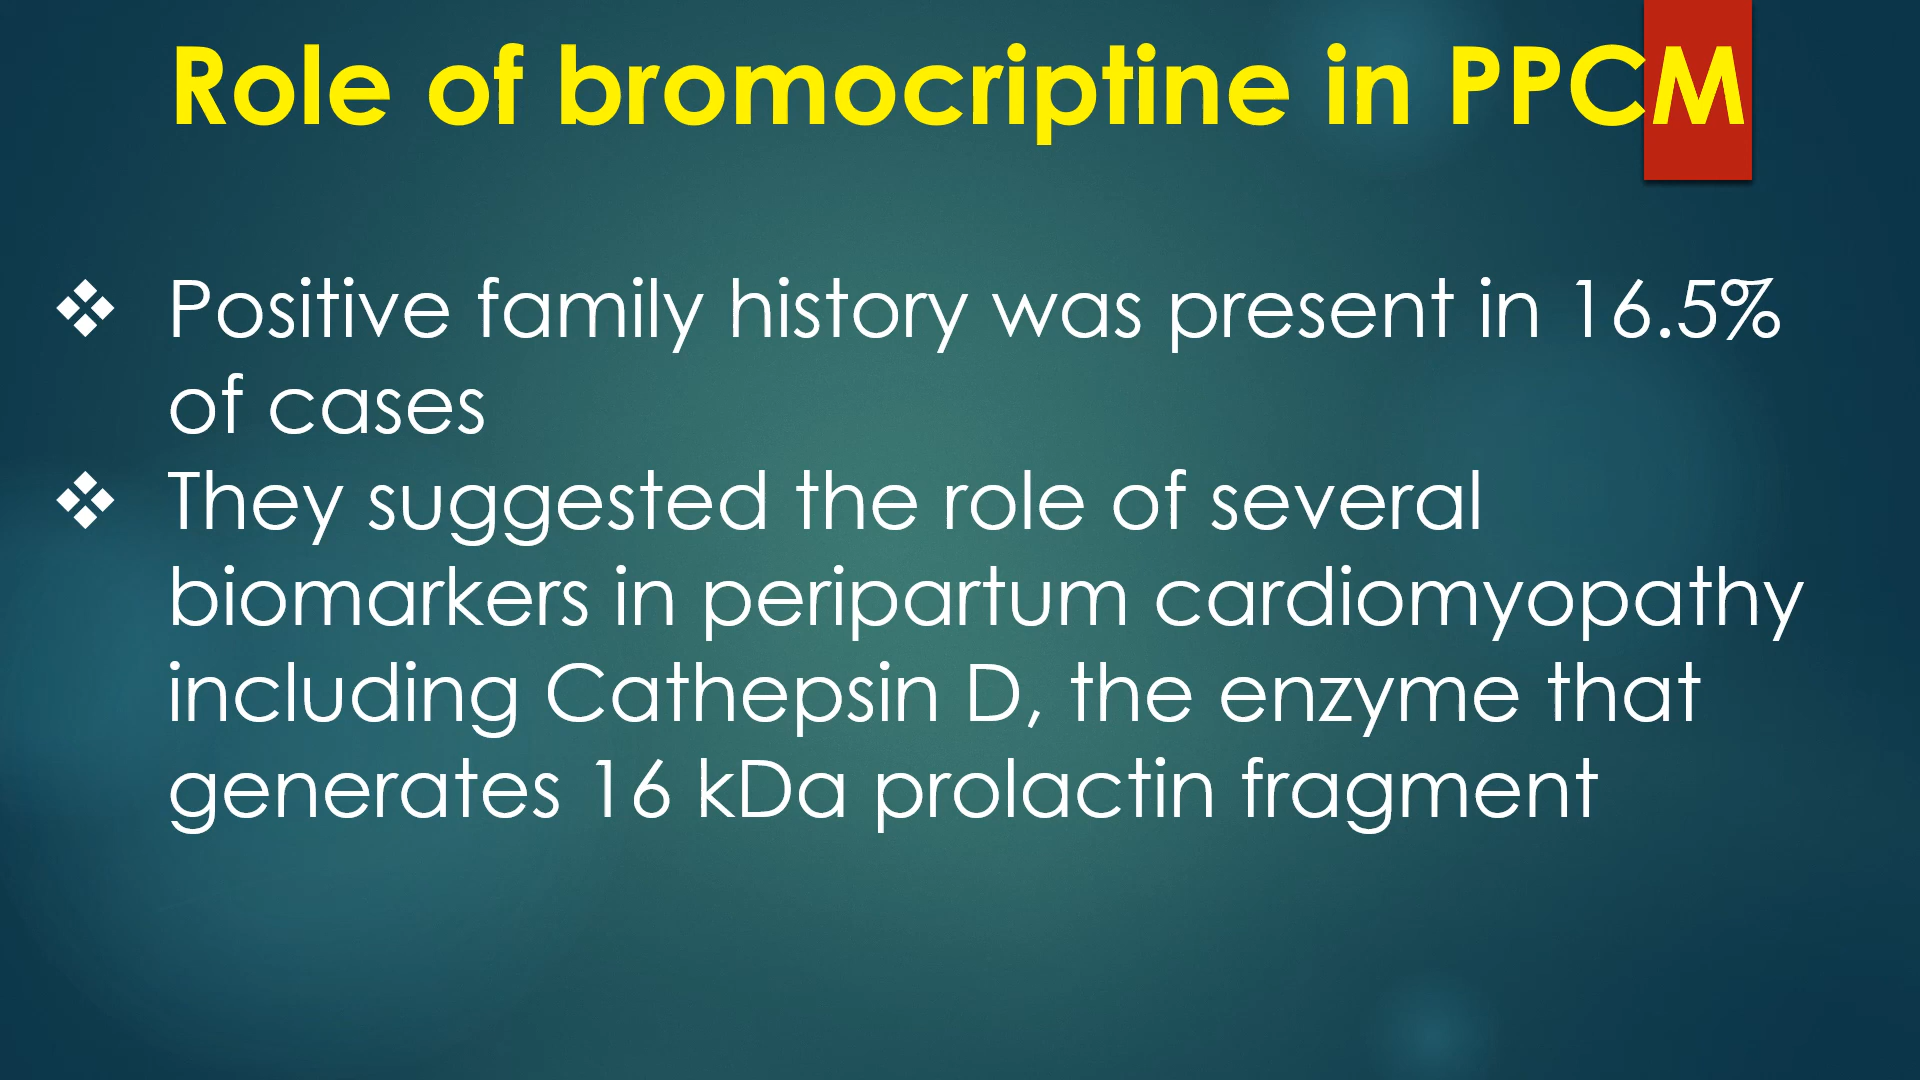 Role of bromocriptine in PPCM
❖ Positive family history was present in 16.5%
of cases
❖ They suggested the role of several
biomarkers in peripartum cardiomyopathy
including Cathepsin D, the enzyme that
generates 16 kDa prolactin fragment